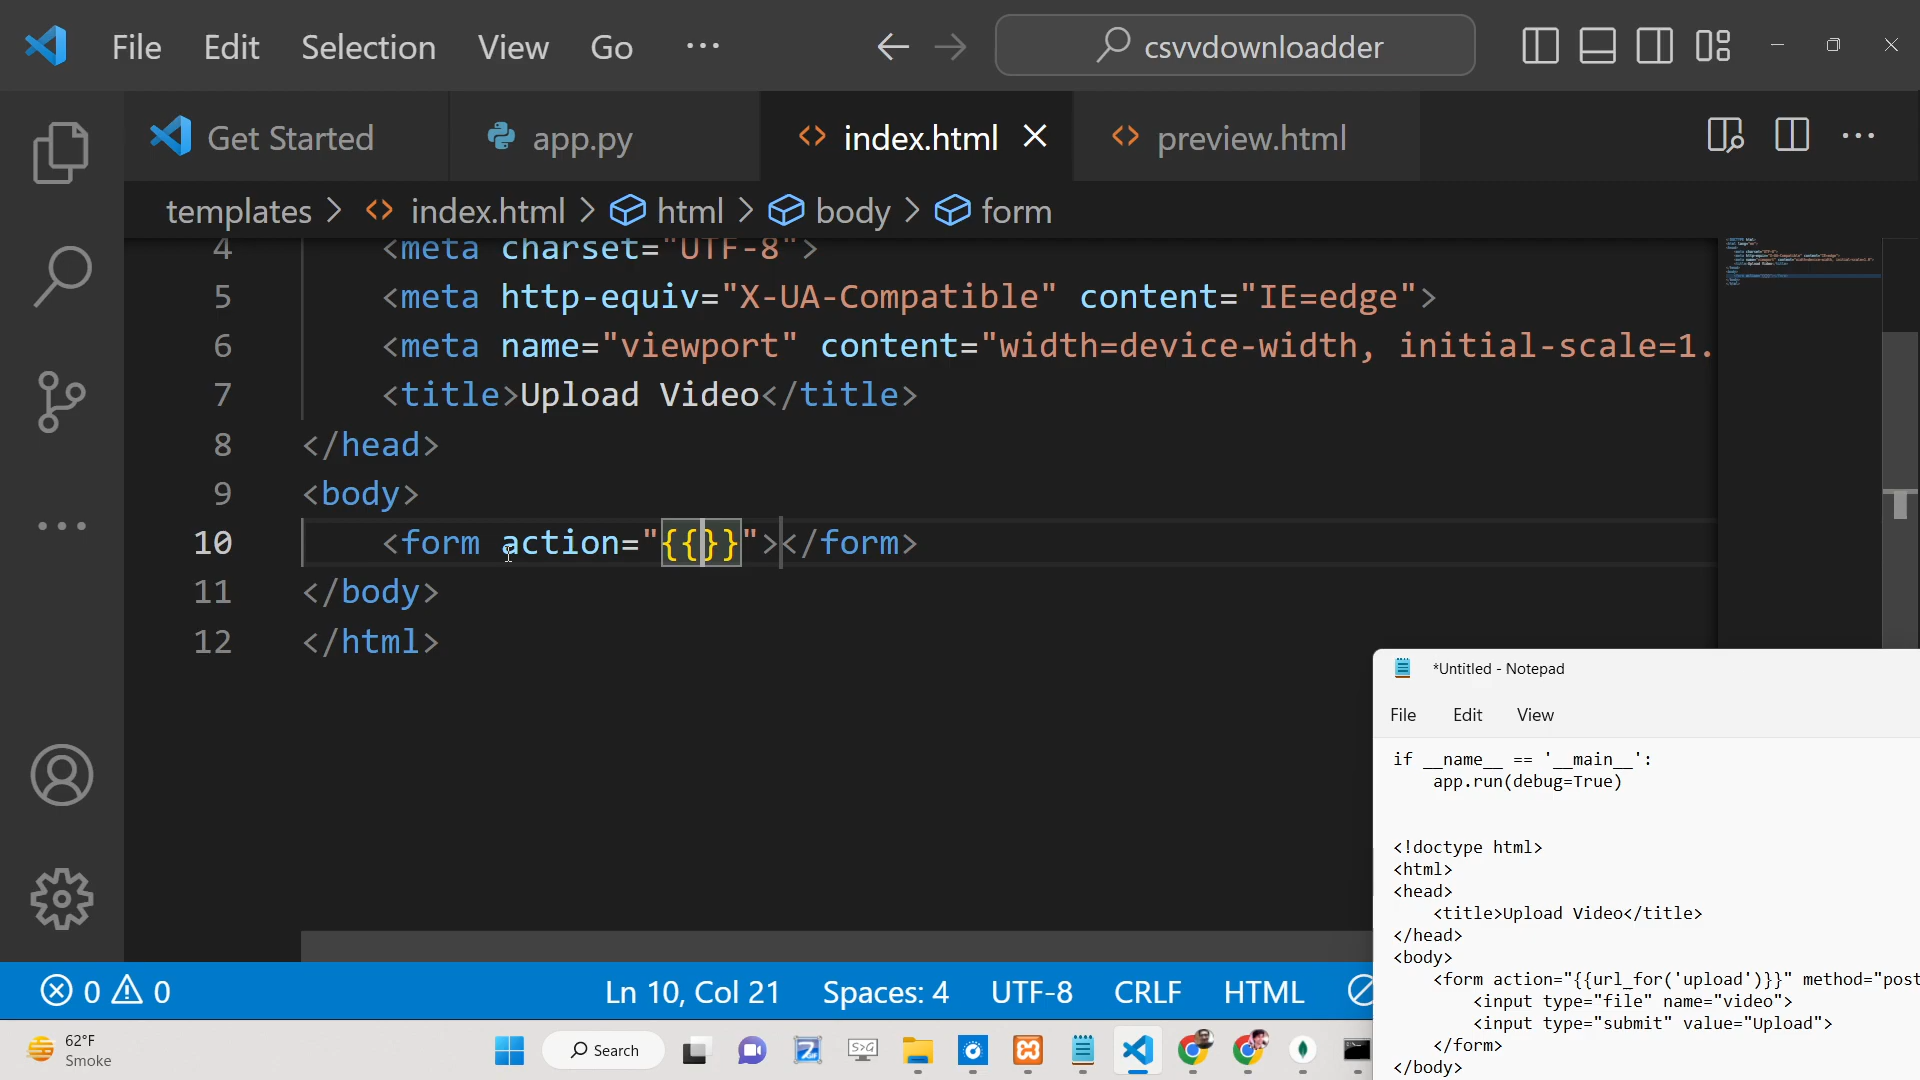 File Edit Selection View Go ··· csvvdownloadder
Get Started app.py index.html preview.html
templates > index.html > html > body > form
4 <meta charset="UTF-8">
5 <meta http-equiv="X-UA-Compatible" content="IE=edge">
6 <meta name="viewport" content="width=device-width, initial-scale=1.
7 <title>Upload Video</title>
8 </head>
9 <body>
10 <form action="{{}}"></form>
11 </body>
12 </html>
*Untitled - Notepad
File Edit View
if __name__ == '__main__':
app.run(debug=True)
<!doctype html>
<html>
<head>
<title>Upload Video</title>
</head>
<body>
<form action="{{url_for('upload')}}" method="post
<input type="file" name="video">
<input type="submit" value="Upload">
</form>
</body>
0 0 Ln 10, Col 21 Spaces: 4 UTF-8 CRLF HTML
62°F
Smoke
Search